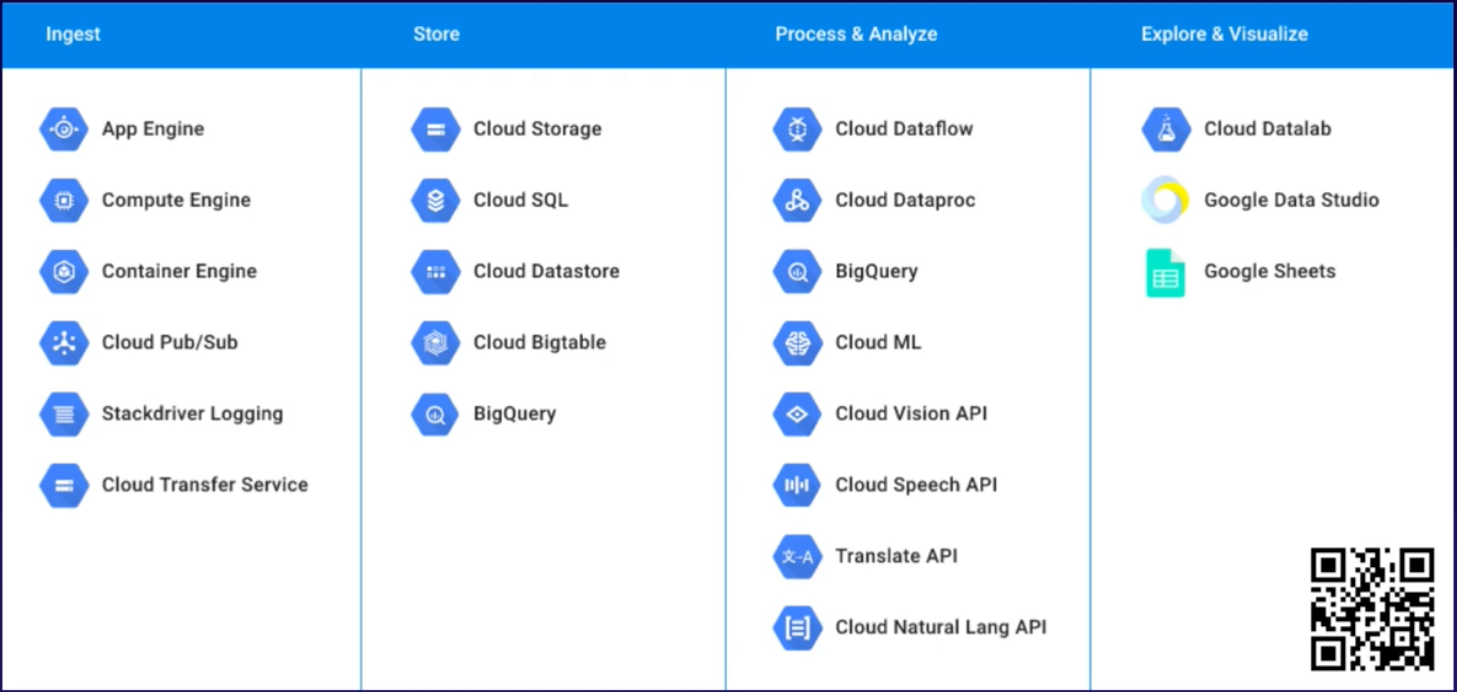 Ingest
Store
Process & Analyze
Explore & Visualize
App Engine
Compute Engine
Container Engine
Cloud Pub/Sub
Stackdriver Logging
Cloud Transfer Service
Cloud Storage
Cloud SQL
Cloud Datastore
Cloud Bigtable
BigQuery
Cloud Dataflow
Cloud Dataproc
BigQuery
Cloud ML
Cloud Vision API
Cloud Speech API
文→A
Translate API
Cloud Natural Lang API
Cloud Datalab
Google Data Studio
Google Sheets